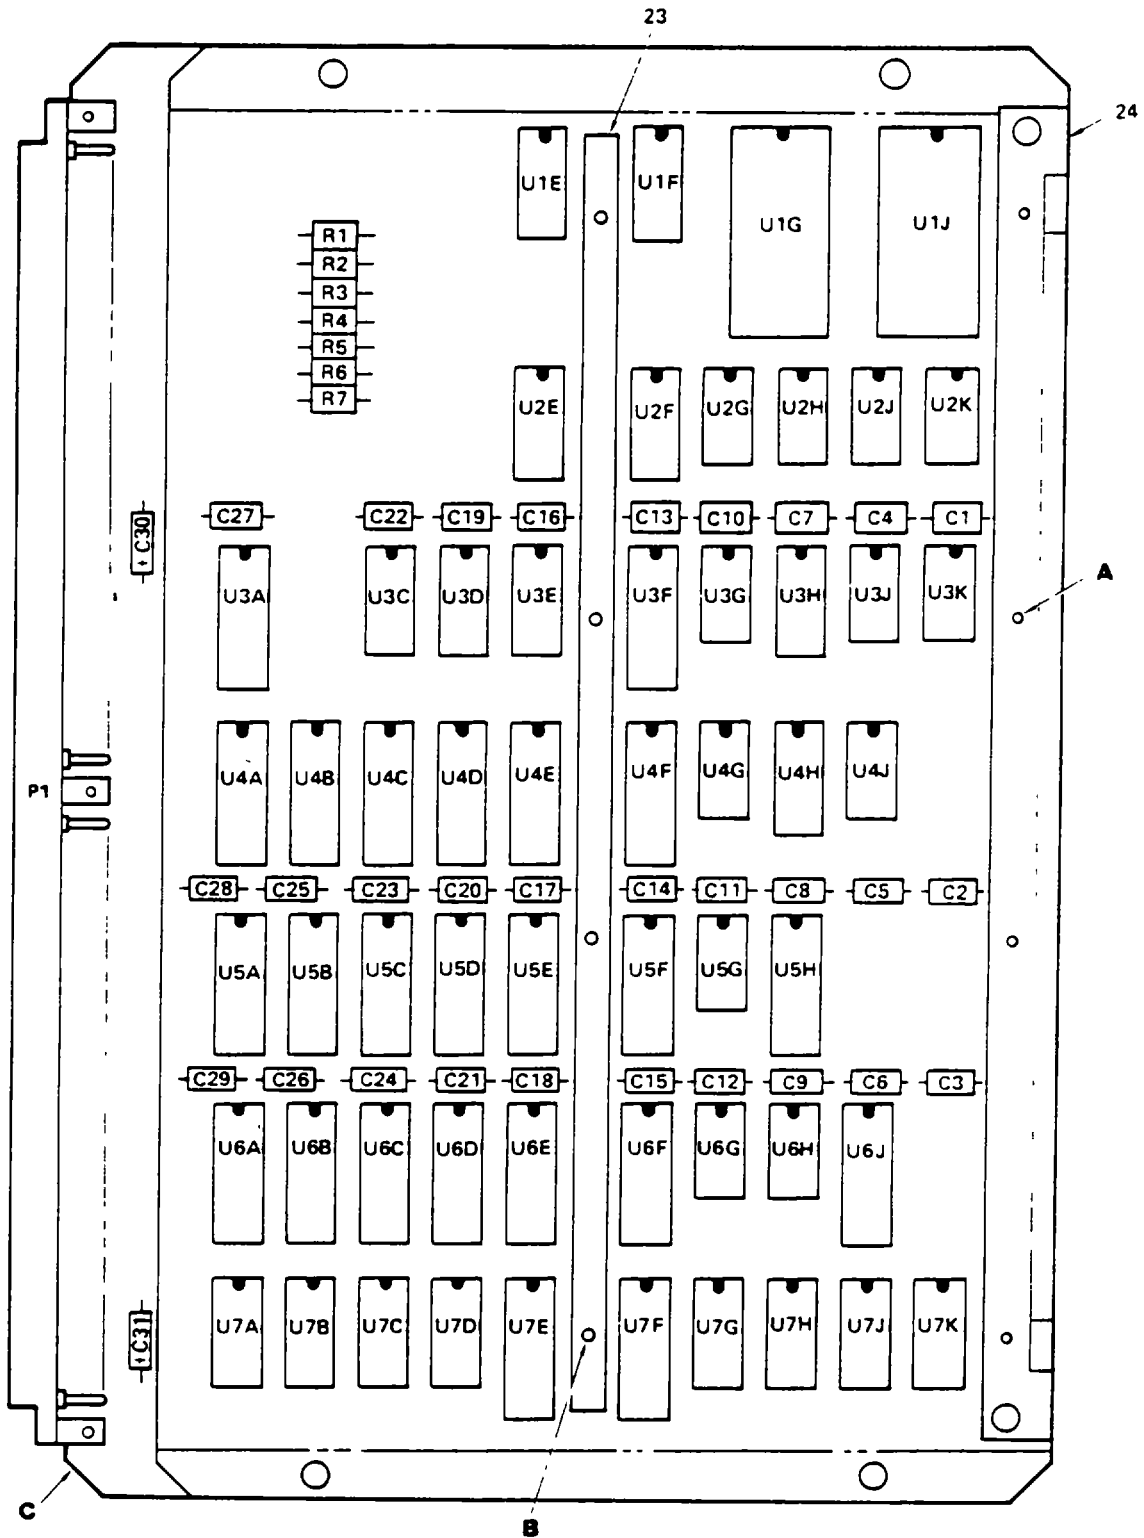 23
24
U1E U1F U1G U1J
R1
R2
R3
R4
R5
R6
R7
U2E U2F U2G U2H U2J U2K
C27 C22 C19 C16 C13 C10 C7 C4 C1
+C30
U3A U3C U3D U3E U3F U3G U3H U3J U3K
A
U4A U4B U4C U4D U4E U4F U4G U4H U4J
P1
C28 C25 C23 C20 C17 C14 C11 C8 C5 C2
U5A U5B U5C U5D U5E U5F U5G U5H
C29 C26 C24 C21 C18 C15 C12 C9 C6 C3
U6A U6B U6C U6D U6E U6F U6G U6H U6J
U7A U7B U7C U7D U7E U7F U7G U7H U7J U7K
+C31
C
B